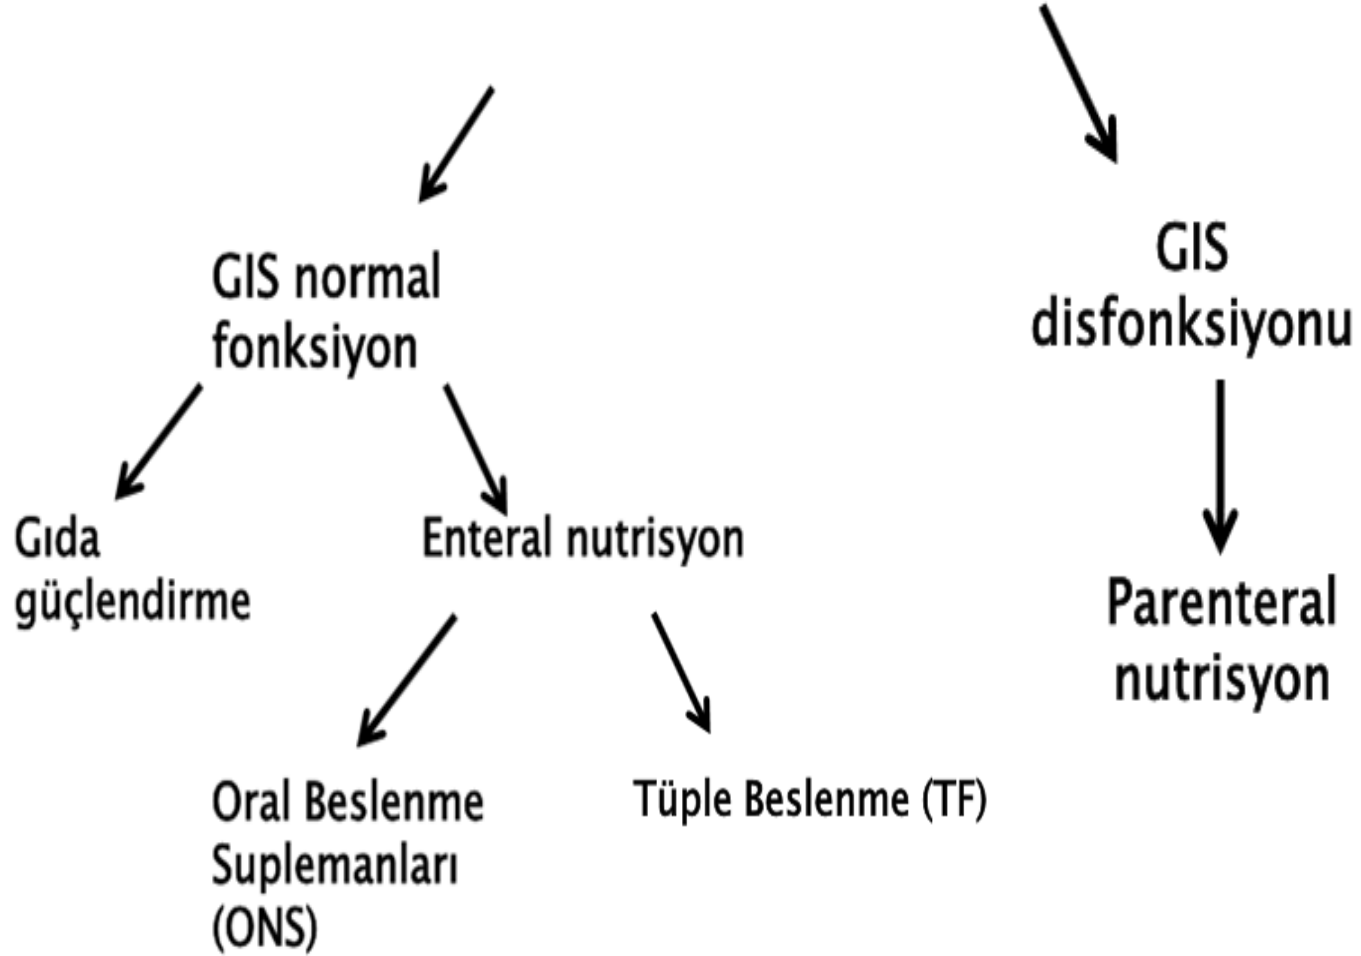 GIS normal
fonksiyon
GIS
disfonksiyonu
Gıda
güçlendirme
Enteral nutrisyon
Parenteral
nutrisyon
Oral Beslenme
Suplemanları
(ONS)
Tüple Beslenme (TF)